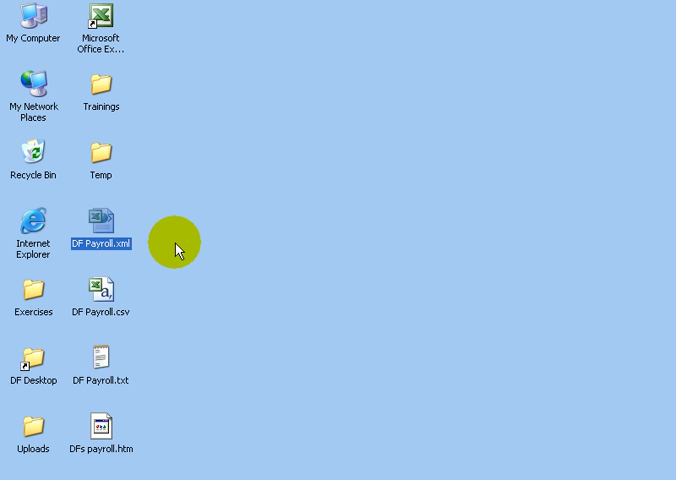 My Computer
Microsoft
Office Ex...
My Network
Places
Trainings
Recycle Bin
Temp
Internet
Explorer
DF Payroll.xml
Exercises
DF Payroll.csv
DF Desktop
DF Payroll.txt
Uploads
DFs payroll.htm